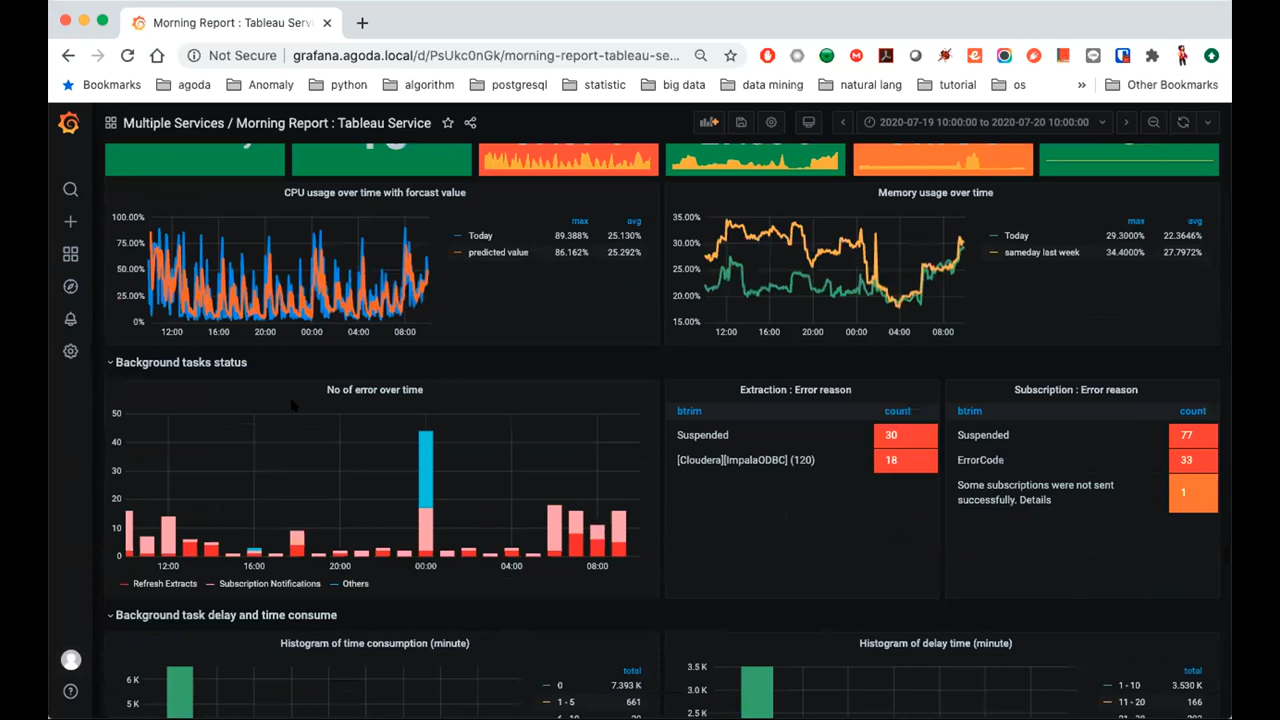 Morning Report : Tableau Serv
Not Secure grafana.agoda.local/d/PsUkc0nGk/morning-report-tableau-se...
Bookmarks agoda Anomaly python algorithm postgresql statistic big data data mining natural lang tutorial os » Other Bookmarks
Multiple Services / Morning Report : Tableau Service 2020-07-19 10:00:00 to 2020-07-20 10:00:00
CPU usage over time with forcast value
100.00%
75.00%
50.00%
25.00%
0%
12:00 16:00 20:00 00:00 04:00 08:00
max avg
Today 89.388% 25.130%
predicted value 86.162% 25.292%
Memory usage over time
35.00%
30.00%
25.00%
20.00%
15.00%
12:00 16:00 20:00 00:00 04:00 08:00
max avg
Today 29.3000% 22.3646%
sameday last week 34.4000% 27.7972%
Background tasks status
No of error over time
50
40
30
20
10
0
12:00 16:00 20:00 00:00 04:00 08:00
Refresh Extracts Subscription Notifications Others
Extraction : Error reason
btrim count
Suspended 30
[Cloudera][ImpalaODBC] (120) 18
Subscription : Error reason
btrim count
Suspended 77
ErrorCode 33
Some subscriptions were not sent
successfully. Details 1
Background task delay and time consume
Histogram of time consumption (minute)
6 K
5 K
total
0 7.393 K
1 - 5 661
Histogram of delay time (minute)
3.5 K
3.0 K
2.5 K
total
1 - 10 3.530 K
11 - 20 166